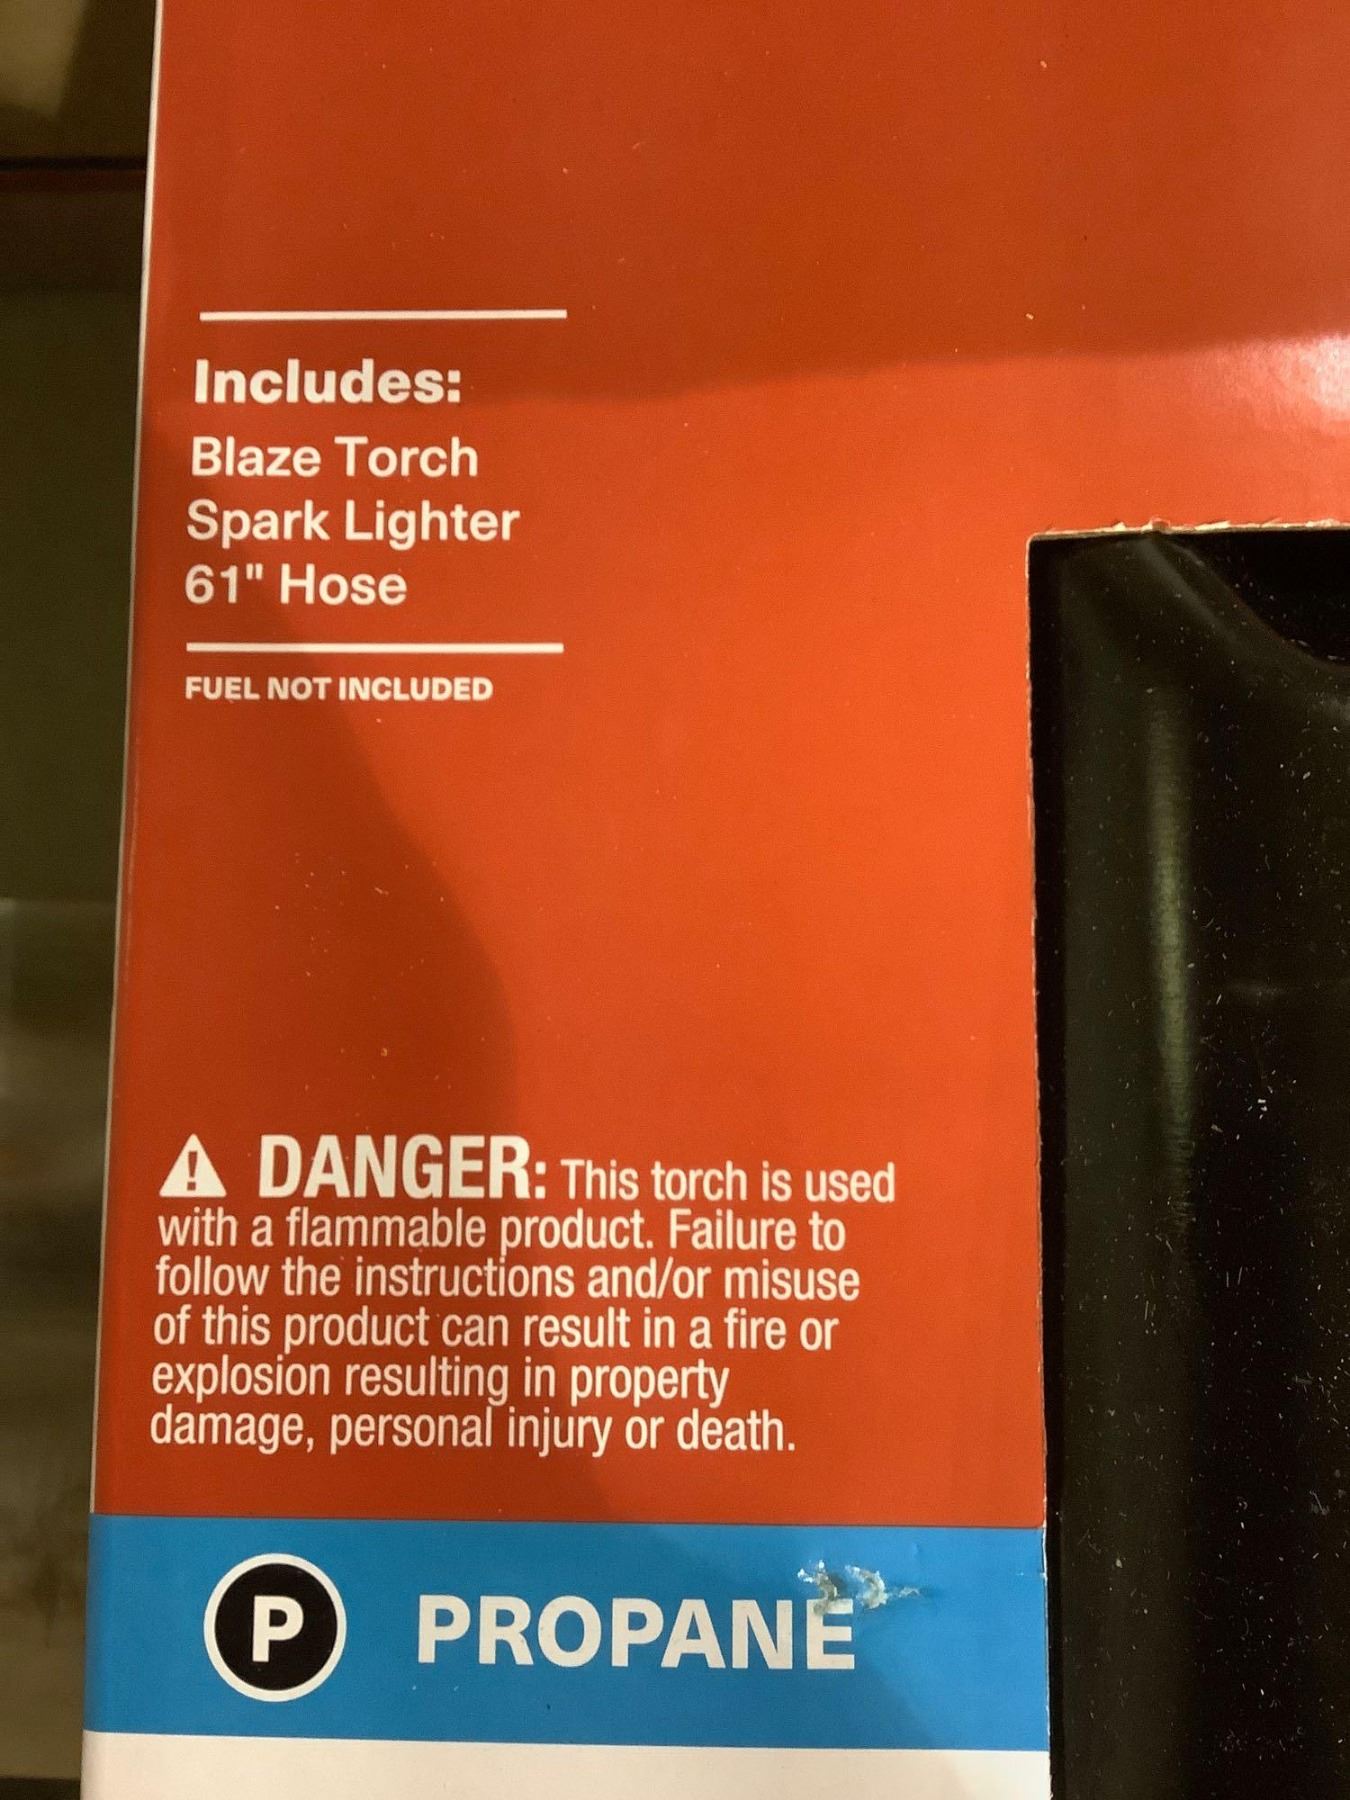 Includes:
Blaze Torch
Spark Lighter
61" Hose
FUEL NOT INCLUDED
DANGER: This torch is used
with a flammable product. Failure to
follow the instructions and/or misuse
of this product can result in a fire or
explosion resulting in property
damage, personal injury or death.
P PROPANE